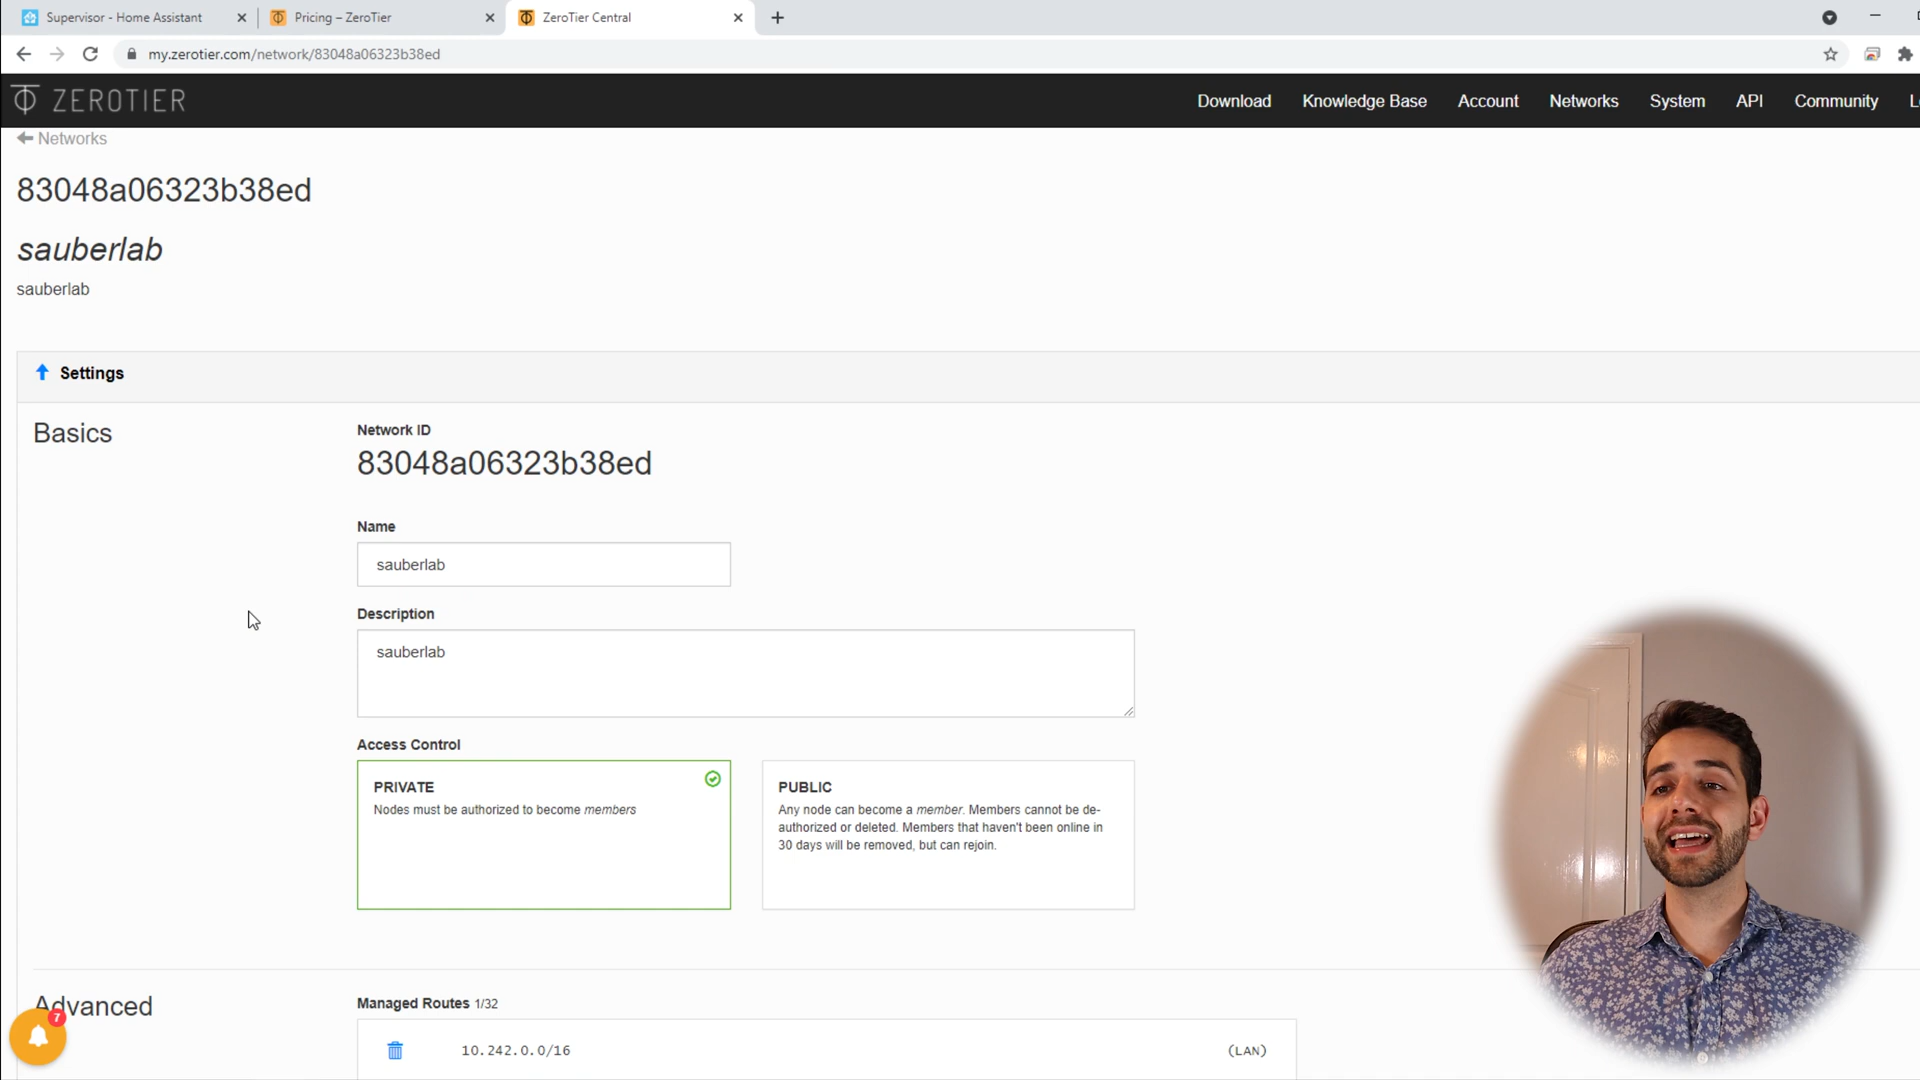 Supervisor - Home Assistant
Pricing – ZeroTier
ZeroTier Central
my.zerotier.com/network/83048a06323b38ed
ZEROTIER
Download
Knowledge Base
Account
Networks
System
API
Community
Networks
83048a06323b38ed
sauberlab
sauberlab
Settings
Basics
Network ID
83048a06323b38ed
Name
sauberlab
Description
sauberlab
Access Control
PRIVATE
Nodes must be authorized to become members
PUBLIC
Any node can become a member. Members cannot be de-
authorized or deleted. Members that haven't been online in
30 days will be removed, but can rejoin.
Advanced
7
Managed Routes 1/32
10.242.0.0/16
(LAN)